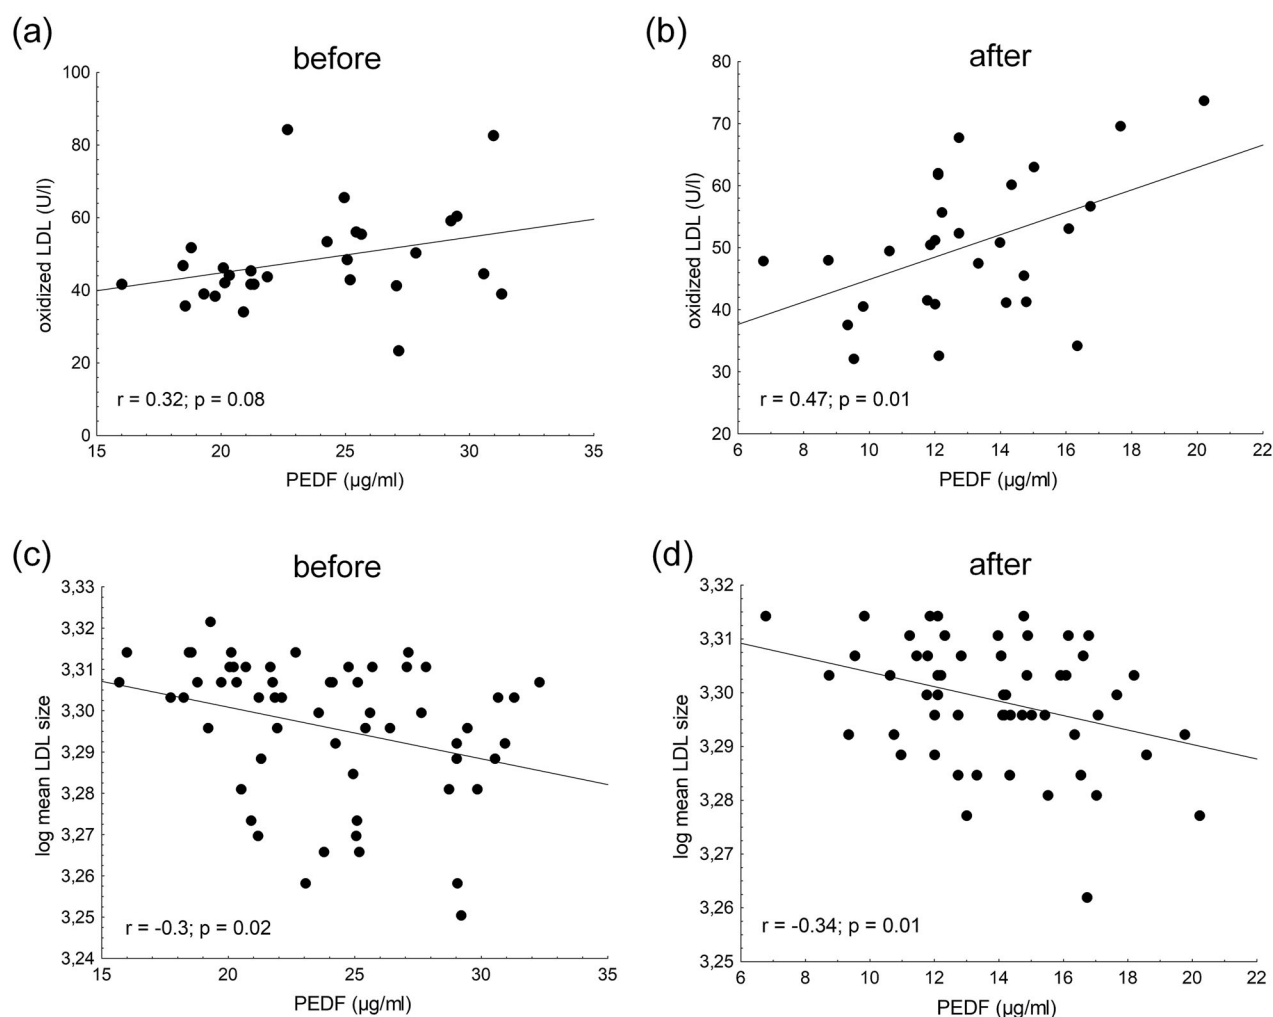 (a)
before
100
80
60
40
20
0
oxidized LDL (U/l)
r = 0.32; p = 0.08
15 20 25 30 35
PEDF (µg/ml)
(b)
after
80
70
60
50
40
30
20
oxidized LDL (U/l)
r = 0.47; p = 0.01
6 8 10 12 14 16 18 20 22
PEDF (µg/ml)
(c)
before
3,33
3,32
3,31
3,30
3,29
3,28
3,27
3,26
3,25
3,24
log mean LDL size
r = -0.3; p = 0.02
15 20 25 30 35
PEDF (µg/ml)
(d)
after
3,32
3,31
3,30
3,29
3,28
3,27
3,26
3,25
log mean LDL size
r = -0.34; p = 0.01
6 8 10 12 14 16 18 20 22
PEDF (µg/ml)